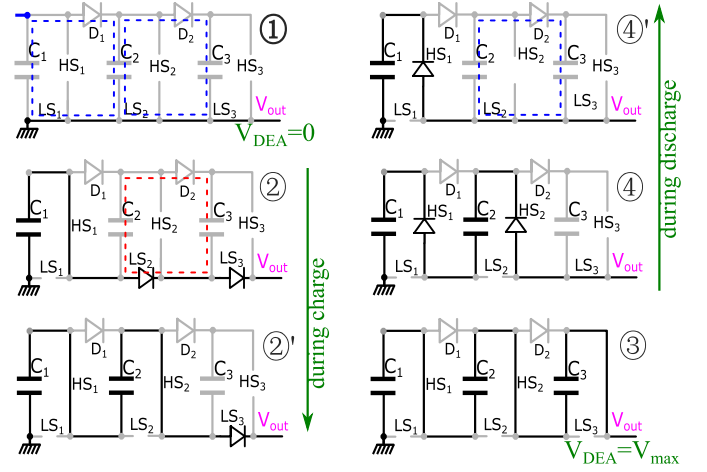 C1 HS1 D1 C2 HS2 D2 C3 HS3 ①
LS1 LS2 LS3 Vout
VDEA=0
C1 HS1 D1 C2 HS2 D2 C3 HS3 ②
LS1 LS2 LS3 Vout
C1 HS1 D1 C2 HS2 D2 C3 HS3 ②'
LS1 LS2 LS3 Vout
during charge
C1 HS1 D1 C2 HS2 D2 C3 HS3 ④'
LS1 LS2 LS3 Vout
C1 HS1 D1 C2 HS2 D2 C3 HS3 ④
LS1 LS2 LS3 Vout
during discharge
C1 HS1 D1 C2 HS2 D2 C3 HS3 ③
LS1 LS2 LS3 Vout
VDEA=Vmax